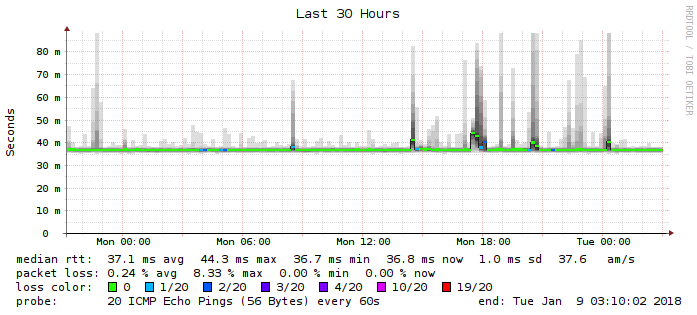 Last 30 Hours
RRDTOOL / TOBI OETIKER
Seconds
80 m
70 m
60 m
50 m
40 m
30 m
20 m
10 m
0
Mon 00:00 Mon 06:00 Mon 12:00 Mon 18:00 Tue 00:00
median rtt: 37.1 ms avg 44.3 ms max 36.7 ms min 36.8 ms now 1.0 ms sd 37.6 am/s
packet loss: 0.24 % avg 8.33 % max 0.00 % min 0.00 % now
loss color: 0 1/20 2/20 3/20 4/20 10/20 19/20
probe: 20 ICMP Echo Pings (56 Bytes) every 60s end: Tue Jan 9 03:10:02 2018